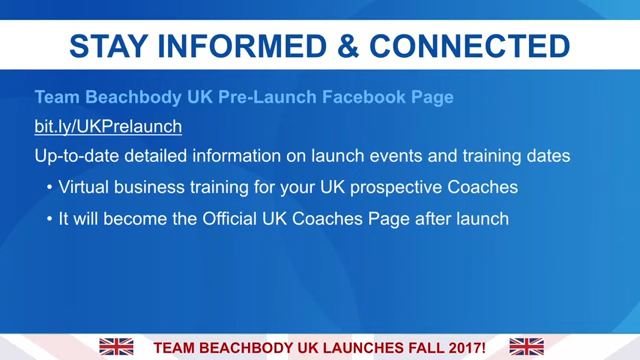 STAY INFORMED & CONNECTED
Team Beachbody UK Pre-Launch Facebook Page
bit.ly/UKPrelaunch
Up-to-date detailed information on launch events and training dates
• Virtual business training for your UK prospective Coaches
• It will become the Official UK Coaches Page after launch
TEAM BEACHBODY UK LAUNCHES FALL 2017!